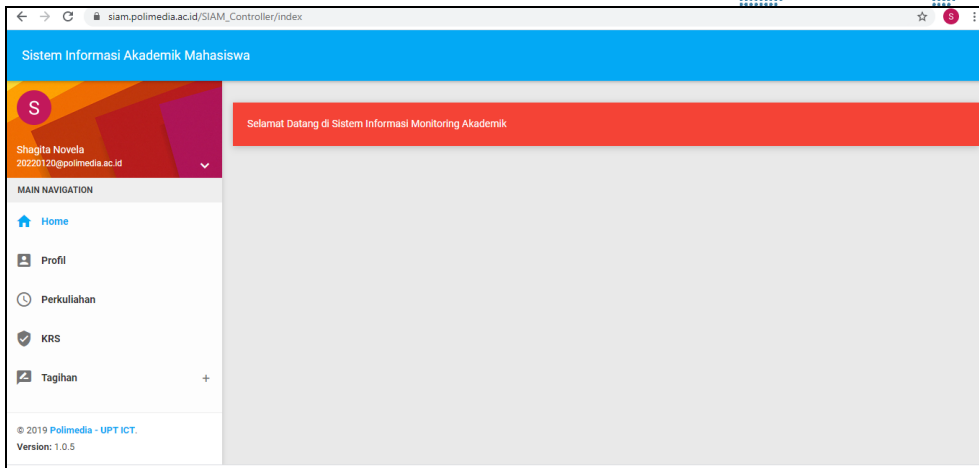 siam.polimedia.ac.id/SIAM_Controller/index
S
Sistem Informasi Akademik Mahasiswa
S
Shagita Novela
20220120@polimedia.ac.id
MAIN NAVIGATION
Home
Profil
Perkuliahan
KRS
Tagihan +
© 2019 Polimedia - UPT ICT.
Version: 1.0.5
Selamat Datang di Sistem Informasi Monitoring Akademik